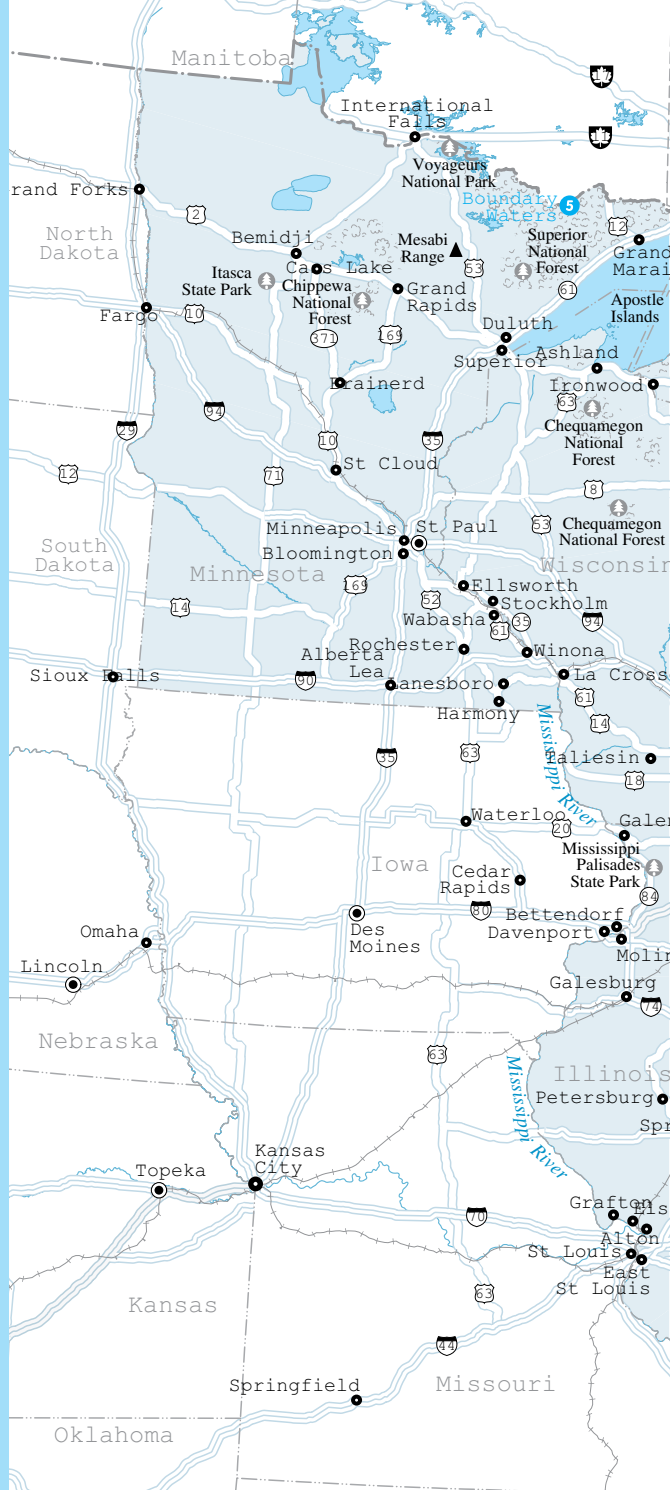 Manitoba
17
International
Falls
11
Voyageurs
National Park
rand Forks
2
Boundary
Waters
5
12
North
Dakota
Bemidji
Mesabi
Range
Superior
National
Forest
Grand
Marai
53
Itasca
State Park
Cass Lake
Chippewa
National
Forest
Grand
Rapids
61
Apostle
Islands
Fargo
10
371
169
Duluth
Superior
Ashland
Brainerd
Ironwood
94
63
29
Chequamegon
National
Forest
10
35
St Cloud
12
71
8
Chequamegon
National Forest
53
Minneapolis
St Paul
Bloomington
South
Dakota
Minnesota
Wisconsin
169
Ellsworth
52
Stockholm
14
Wabasha
61
35
94
Rochester
Winona
Alberta
Lea
Sioux Falls
90
Lanesboro
La Cross
61
Harmony
14
Mississippi River
35
63
Taliesin
18
Waterloo
20
Galer
Iowa
Mississippi
Palisades
State Park
Cedar
Rapids
84
80
Bettendorf
Davenport
Omaha
Des
Moines
Molin
Lincoln
Galesburg
74
Nebraska
63
Mississippi River
Illinois
Petersburg
Spr
Kansas
City
Topeka
70
Grafton
Els
Alton
St Louis
East
St Louis
63
Kansas
44
Springfield
Missouri
Oklahoma